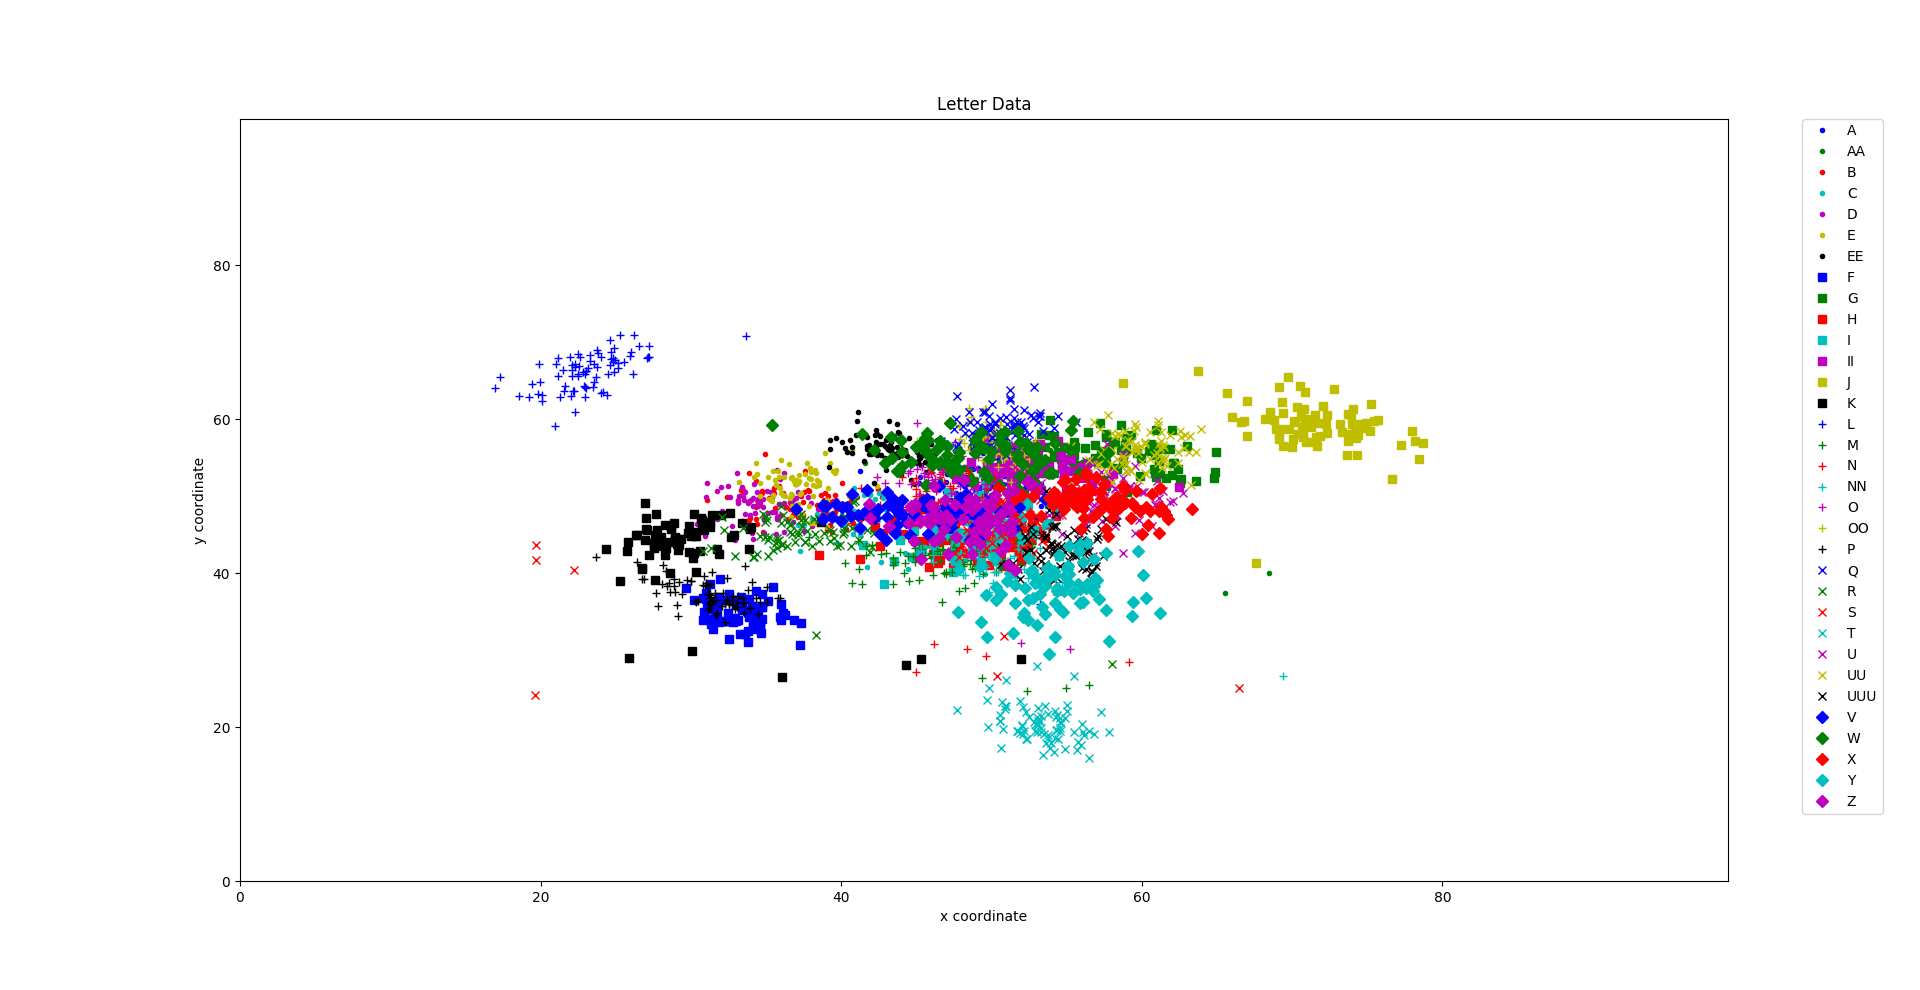 Letter Data
80
60
40
20
0
0 20 40 60 80
y coordinate
x coordinate
A
AA
B
C
D
E
EE
F
G
H
I
II
J
K
L
M
N
NN
O
OO
P
Q
R
S
T
U
UU
UUU
V
W
X
Y
Z